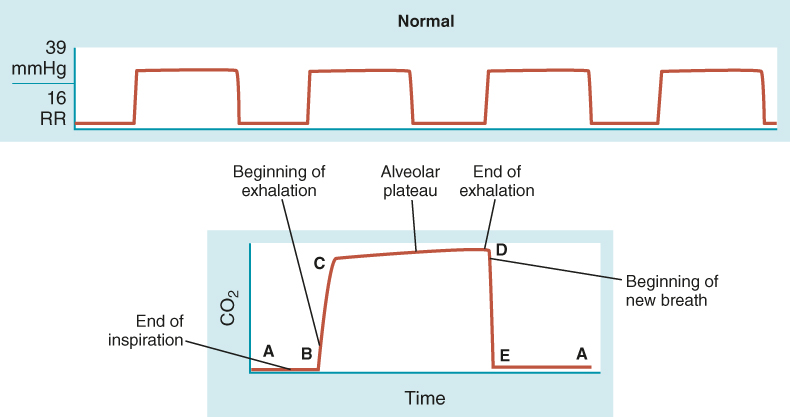 Normal
39
mmHg
16
RR
Beginning of
exhalation
Alveolar
plateau
End of
exhalation
C
D
Beginning of
new breath
CO₂
End of
inspiration
A
B
E
A
Time